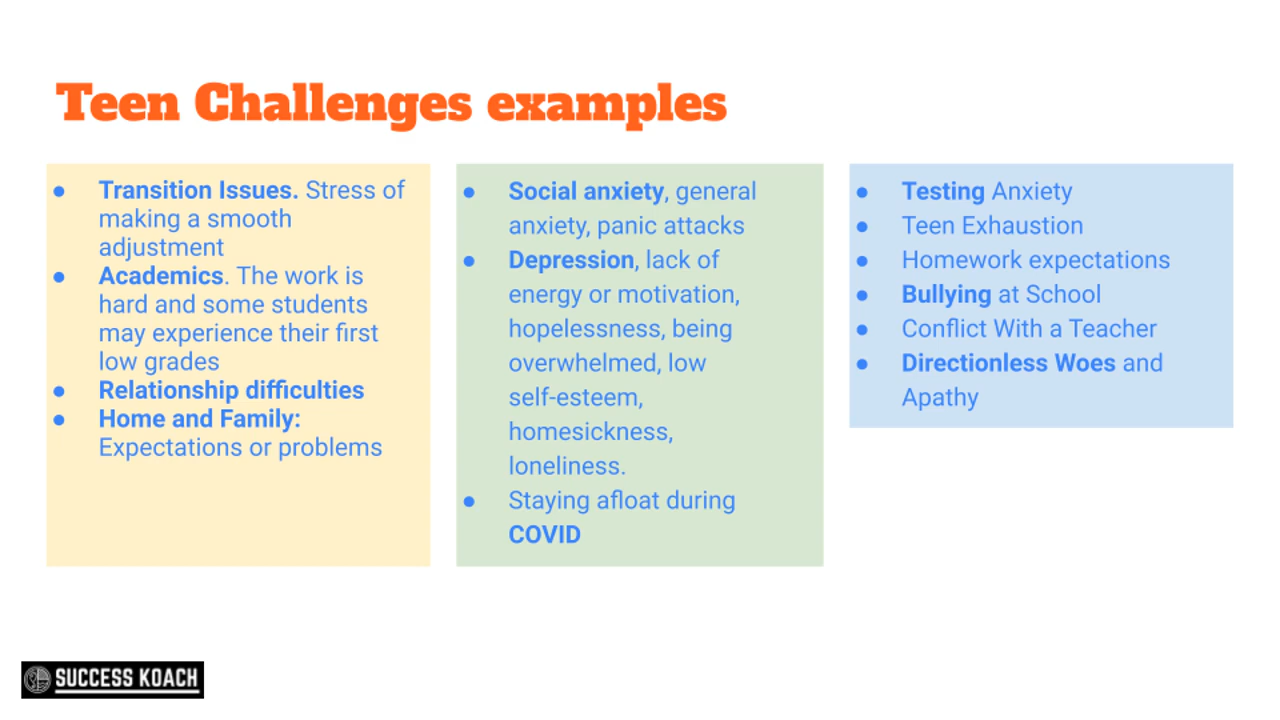 Teen Challenges examples
● Transition Issues. Stress of
making a smooth
adjustment
● Academics. The work is
hard and some students
may experience their first
low grades
● Relationship difficulties
● Home and Family:
Expectations or problems
● Social anxiety, general
anxiety, panic attacks
● Depression, lack of
energy or motivation,
hopelessness, being
overwhelmed, low
self-esteem,
homesickness,
loneliness.
● Staying afloat during
COVID
● Testing Anxiety
● Teen Exhaustion
● Homework expectations
● Bullying at School
● Conflict With a Teacher
● Directionless Woes and
Apathy
SUCCESS KOACH